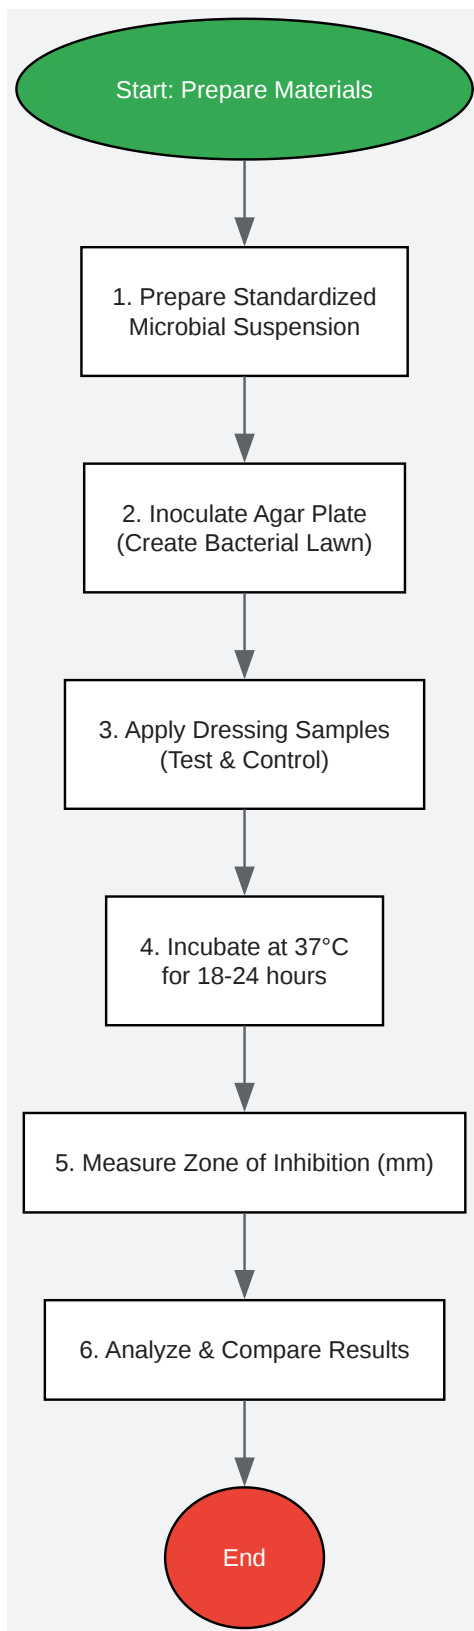 Start: Prepare Materials
1. Prepare Standardized
Microbial Suspension
2. Inoculate Agar Plate
(Create Bacterial Lawn)
3. Apply Dressing Samples
(Test & Control)
4. Incubate at 37°C
for 18-24 hours
5. Measure Zone of Inhibition (mm)
6. Analyze & Compare Results
End